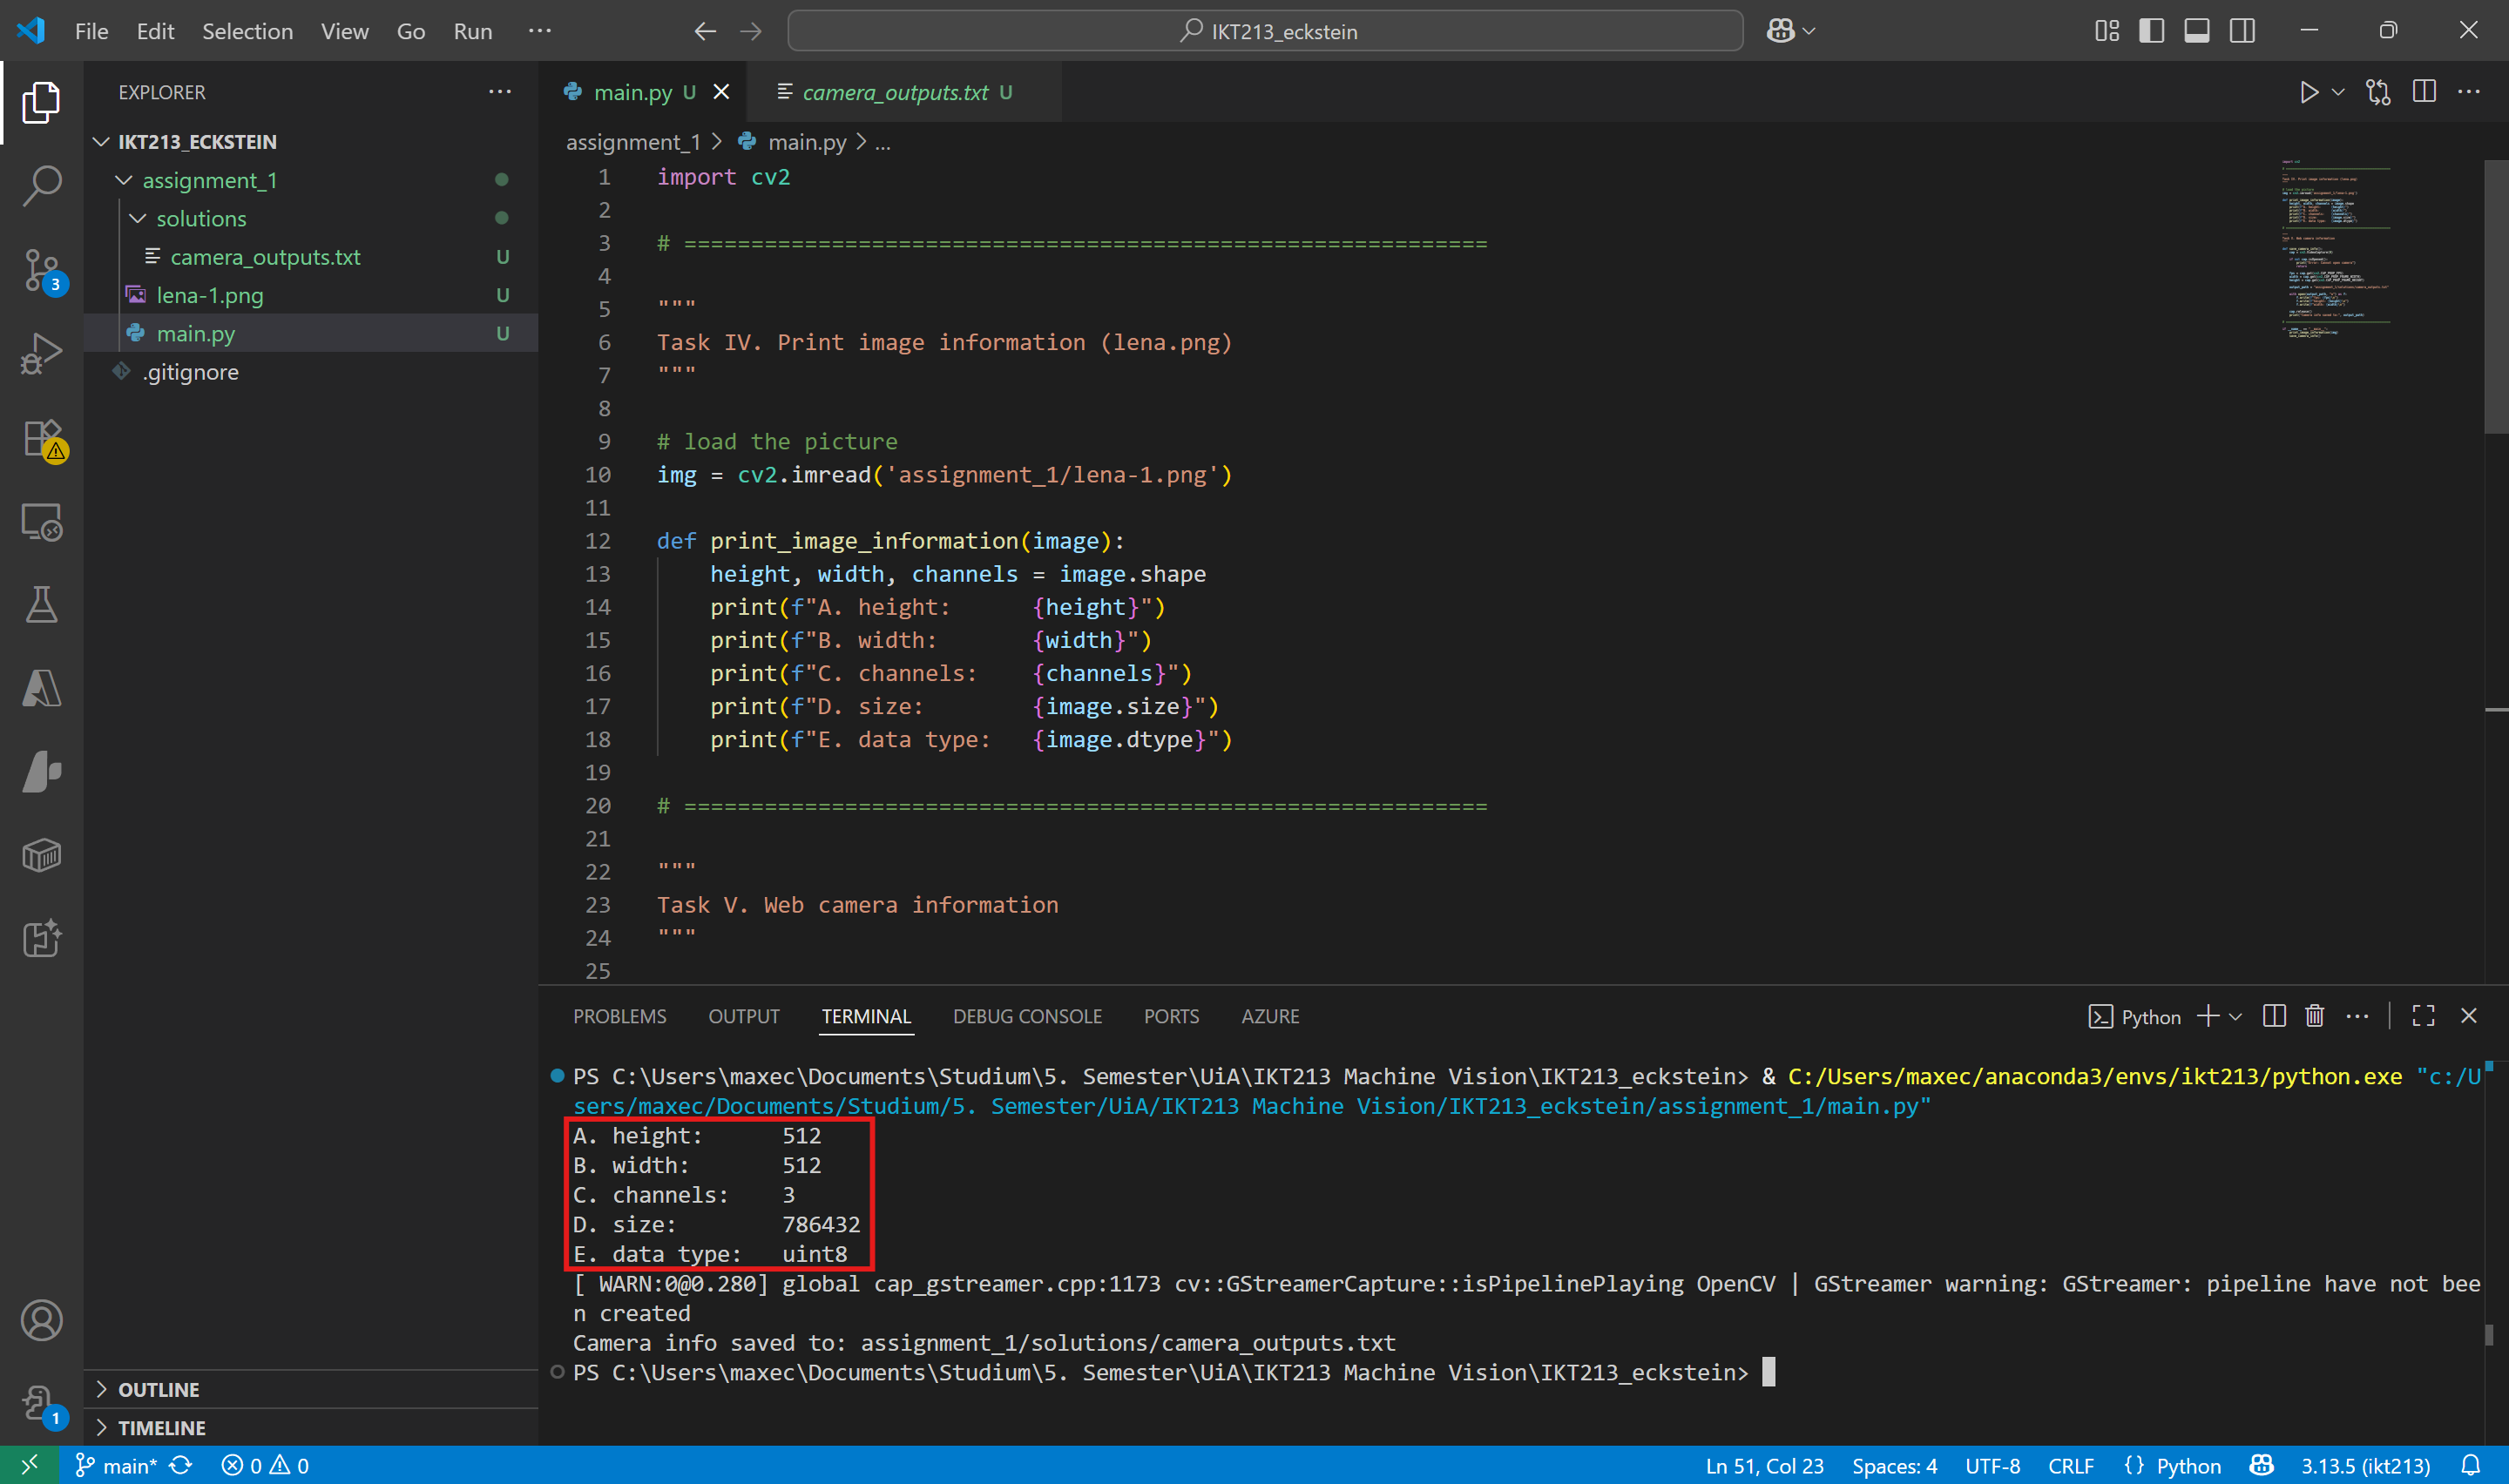 File Edit Selection View Go Run ···
IKT213_eckstein
EXPLORER ···
IKT213_ECKSTEIN
assignment_1
solutions
camera_outputs.txt U
lena-1.png U
main.py U
.gitignore
3
1
OUTLINE
TIMELINE
main.py U
camera_outputs.txt U
assignment_1 > main.py > ...
1 import cv2
2
3 # ============================================================
4
5 """
6 Task IV. Print image information (lena.png)
7 """
8
9 # load the picture
10 img = cv2.imread('assignment_1/lena-1.png')
11
12 def print_image_information(image):
13     height, width, channels = image.shape
14     print(f"A. height:      {height}")
15     print(f"B. width:       {width}")
16     print(f"C. channels:    {channels}")
17     print(f"D. size:        {image.size}")
18     print(f"E. data type:   {image.dtype}")
19
20 # ============================================================
21
22 """
23 Task V. Web camera information
24 """
25
PROBLEMS OUTPUT TERMINAL DEBUG CONSOLE PORTS AZURE
Python
PS C:\Users\maxec\Documents\Studium\5. Semester\UiA\IKT213 Machine Vision\IKT213_eckstein> & C:/Users/maxec/anaconda3/envs/ikt213/python.exe "c:/U
sers/maxec/Documents/Studium/5. Semester/UiA/IKT213 Machine Vision/IKT213_eckstein/assignment_1/main.py"
A. height:      512
B. width:       512
C. channels:    3
D. size:        786432
E. data type:   uint8
[ WARN:0@0.280] global cap_gstreamer.cpp:1173 cv::GStreamerCapture::isPipelinePlaying OpenCV | GStreamer warning: GStreamer: pipeline have not bee
n created
Camera info saved to: assignment_1/solutions/camera_outputs.txt
PS C:\Users\maxec\Documents\Studium\5. Semester\UiA\IKT213 Machine Vision\IKT213_eckstein>
main* 0 0
Ln 51, Col 23 Spaces: 4 UTF-8 CRLF {} Python 3.13.5 (ikt213)